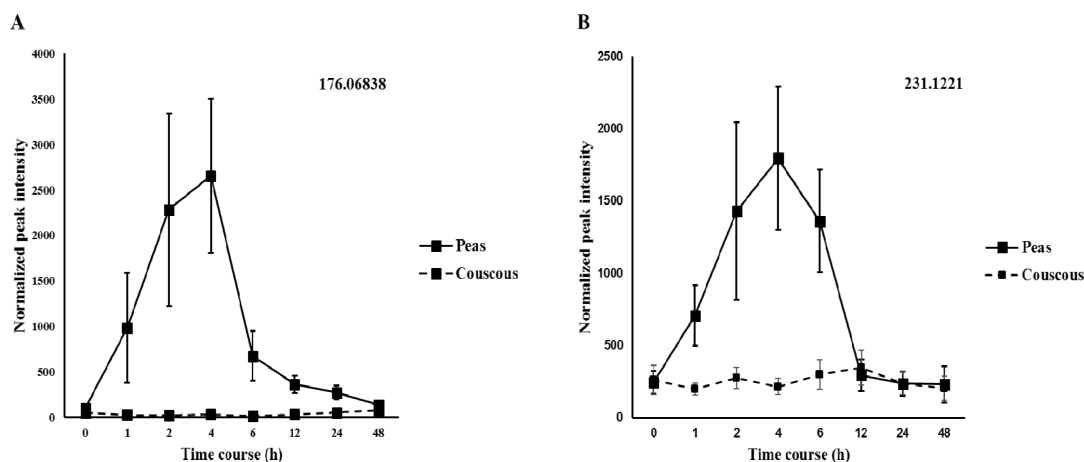 A
176.06838
Normalized peak intensity
4000
3500
3000
2500
2000
1500
1000
500
0
0 1 2 4 6 12 24 48
Time course (h)
Peas
Couscous
B
231.1221
Normalized peak intensity
2500
2000
1500
1000
500
0
0 1 2 4 6 12 24 48
Time course (h)
Peas
Couscous